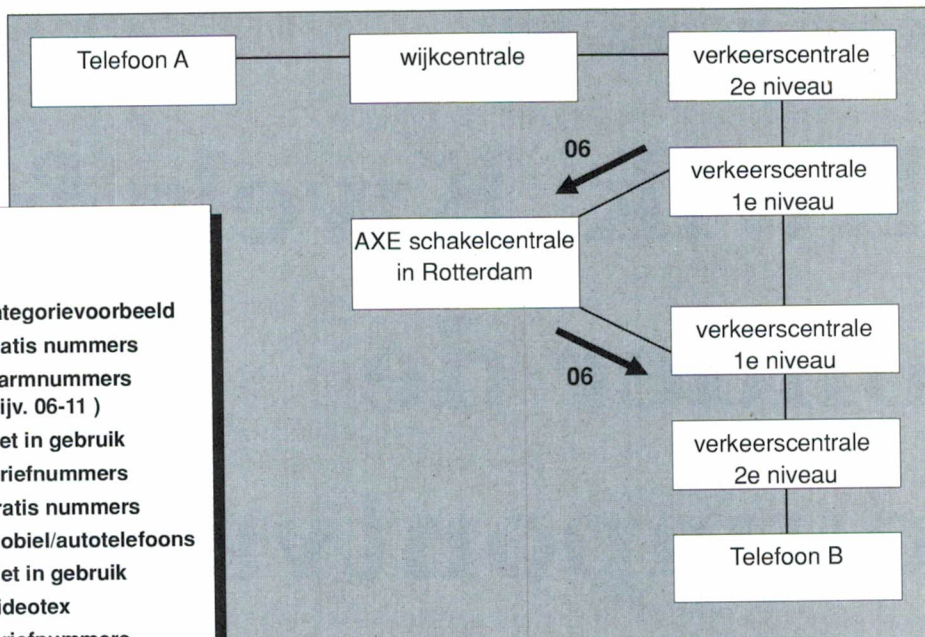 Telefoon A
wijkcentrale
verkeerscentrale
2e niveau
06
verkeerscentrale
1e niveau
AXE schakelcentrale
in Rotterdam
06
verkeerscentrale
1e niveau
verkeerscentrale
2e niveau
Telefoon B
ategorievoorbeeld
atis nummers
armnummers
ijv. 06-11 )
et in gebruik
riefnummers
ratis nummers
obiel/autotelefoons
et in gebruik
ideotex